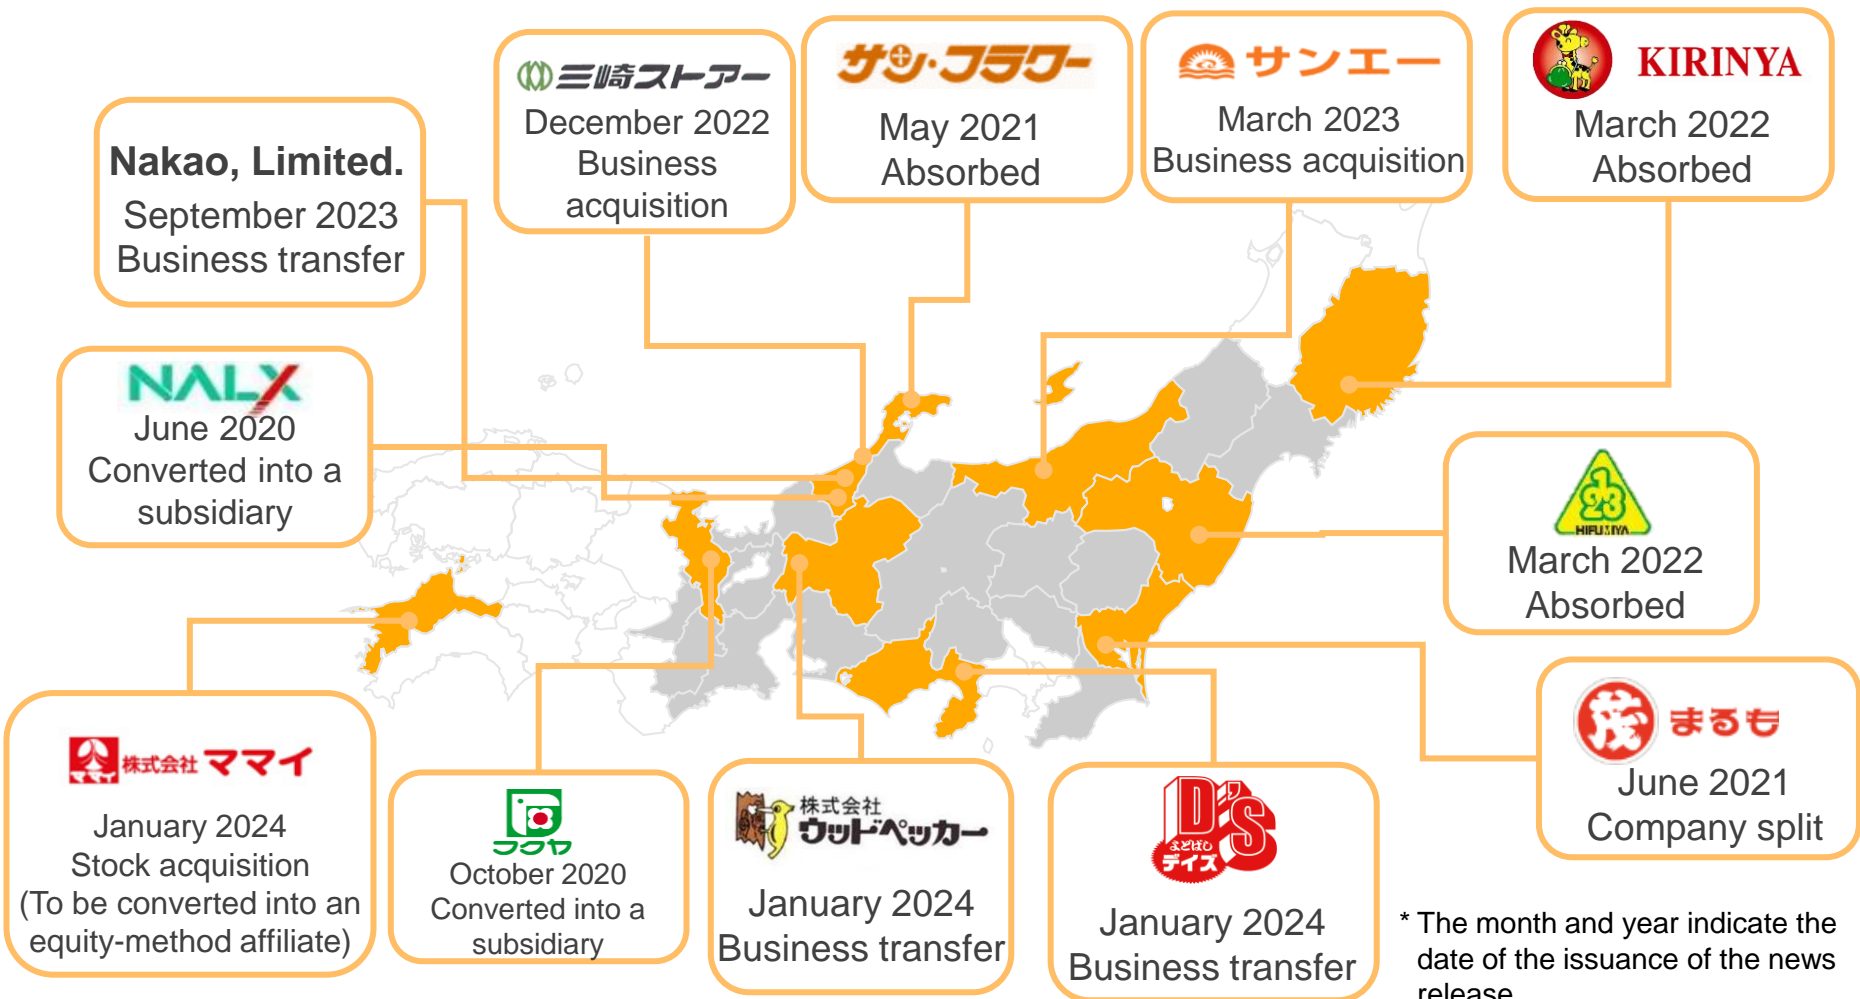 三崎ストアー
December 2022
Business
acquisition
サン・フラワー
May 2021
Absorbed
サンエー
March 2023
Business acquisition
KIRINYA
March 2022
Absorbed
Nakao, Limited.
September 2023
Business transfer
NALX
June 2020
Converted into a
subsidiary
123
HIFUMIYA
March 2022
Absorbed
茂 まるも
June 2021
Company split
ママイ
株式会社 ママイ
January 2024
Stock acquisition
(To be converted into an
equity-method affiliate)
フクヤ
October 2020
Converted into a
subsidiary
株式会社
ウッドペッカー
January 2024
Business transfer
D'S
よどばし
デイズ
January 2024
Business transfer
* The month and year indicate the
date of the issuance of the news
release